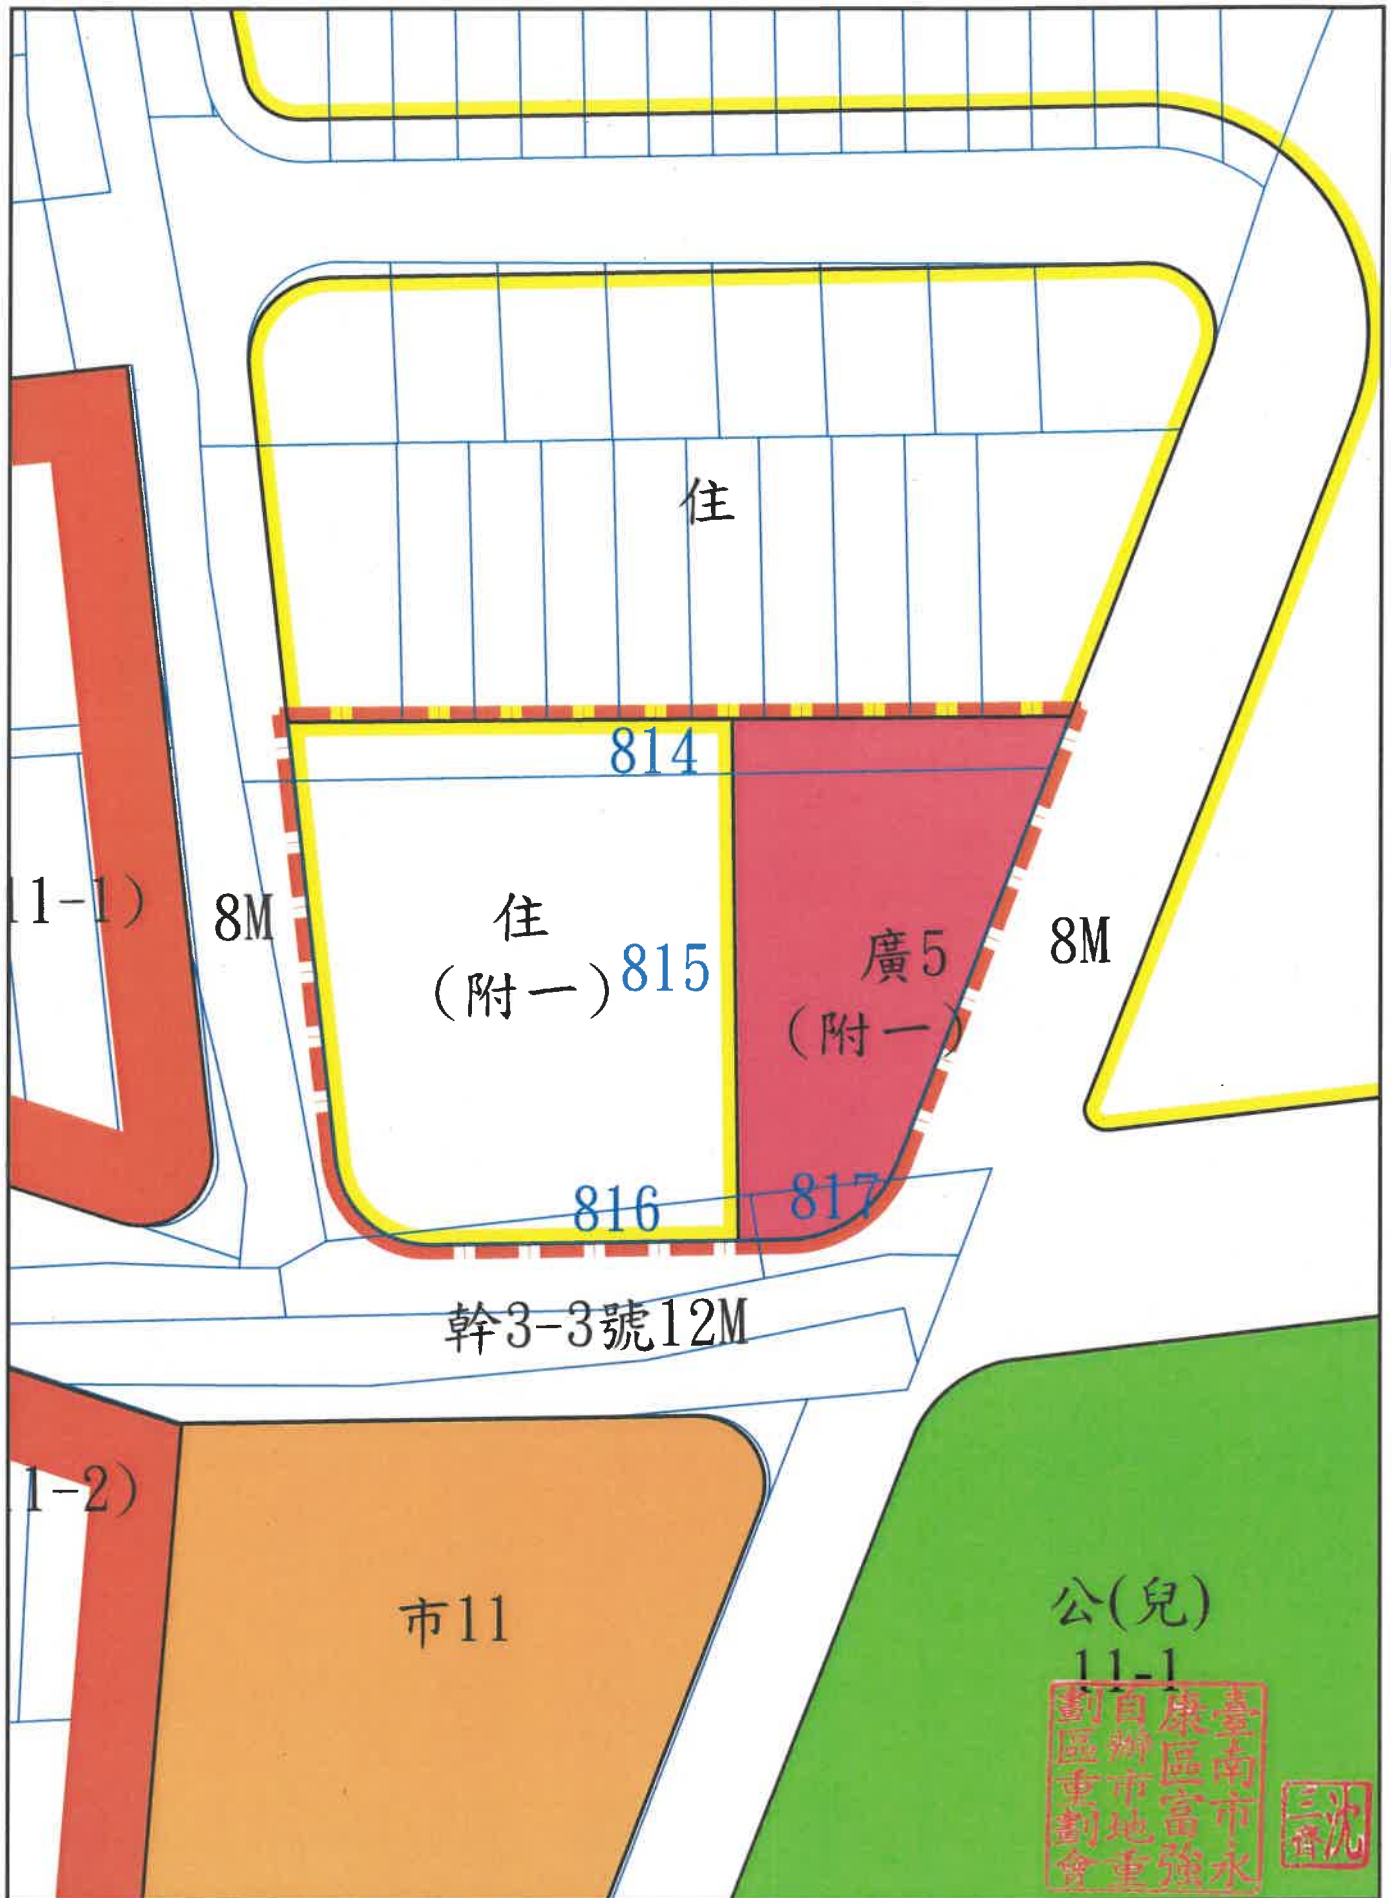 住
814
11-1)
8M
住
(附一)
815
廣5
(附一)
8M
816
817
幹3-3號12M
1-2)
市11
公(兒)
11-1
臺南市永
康區富強
自辦市地重
劃區重劃會